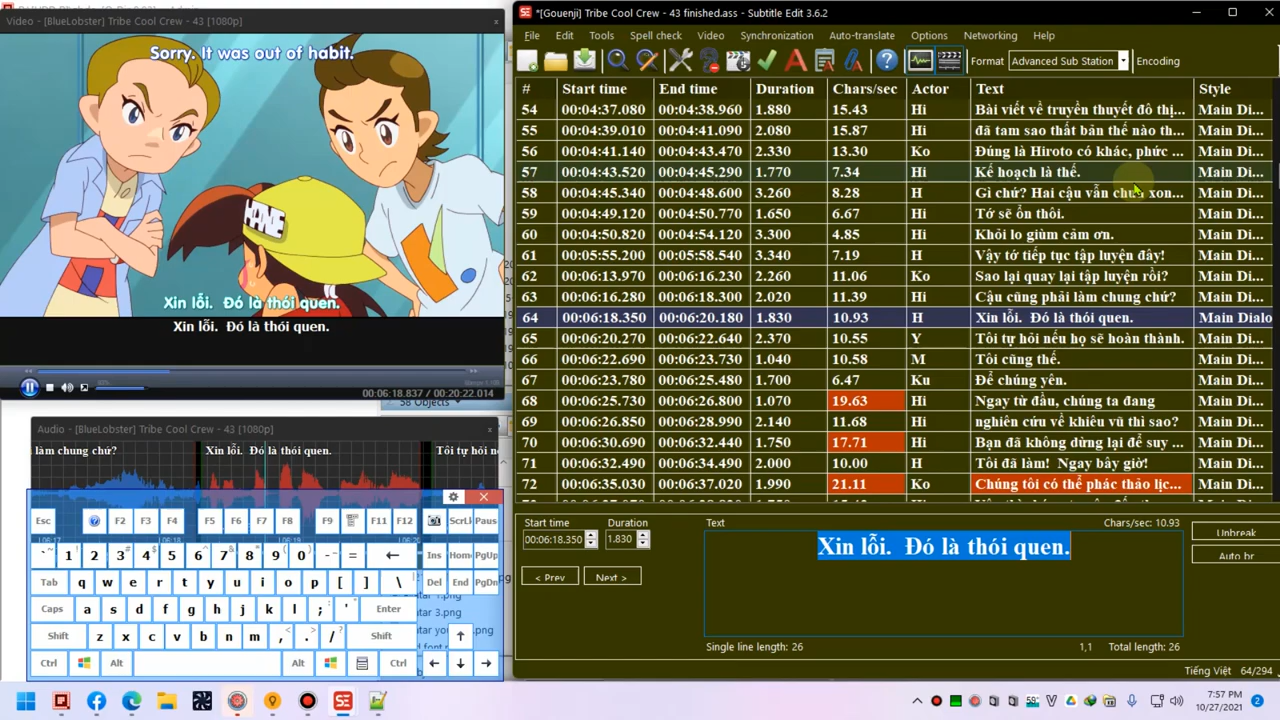 Video - [BlueLobster] Tribe Cool Crew - 43 [1080p]
Sorry. It was out of habit.
HANE
Xin lỗi.  Đó là thói quen.
Xin lỗi.  Đó là thói quen.
00:06:18.837 / 00:20:22.014
58 Objects
Audio - [BlueLobster] Tribe Cool Crew - 43 [1080p]
làm chung chứ?
Xin lỗi.  Đó là thói quen.
Tôi tự hỏi n
Esc F2 F3 F4 F5 F6 F7 F8 F9 F11 F12 ScrLk Paus
` ~ 1 ! 2 @ 3 # 4 $ 5 % 6 ^ 7 & 8 * 9 ( 0 ) - = Ins Home PgUp
Tab q w e r t y u i o p [ ] \ Del End PgDn
Caps a s d f g h j k l ; : ' " Enter
Shift z x c v b n m , < . > / ? Shift
Ctrl Alt Alt Ctrl
*[Gouenji] Tribe Cool Crew - 43 finished.ass - Subtitle Edit 3.6.2
File Edit Tools Spell check Video Synchronization Auto-translate Options Networking Help
Format Advanced Sub Station Encoding
# Start time End time Duration Chars/sec Actor Text Style
54 00:04:37.080 00:04:38.960 1.880 15.43 Hi Bài viết về truyền thuyết đô thị... Main Di...
55 00:04:39.010 00:04:41.090 2.080 15.87 Hi đã tam sao thất bản thế nào th... Main Di...
56 00:04:41.140 00:04:43.470 2.330 13.30 Ko Đúng là Hiroto có khác, phức ... Main Di...
57 00:04:43.520 00:04:45.290 1.770 7.34 Hi Kế hoạch là thế. Main Di...
58 00:04:45.340 00:04:48.600 3.260 8.28 H Gì chứ? Hai cậu vẫn chưa xon... Main Di...
59 00:04:49.120 00:04:50.770 1.650 6.67 Hi Tớ sẽ ổn thôi. Main Di...
60 00:04:50.820 00:04:54.120 3.300 4.85 Hi Khỏi lo giùm cảm ơn. Main Di...
61 00:05:55.200 00:05:58.540 3.340 7.19 H Vậy tớ tiếp tục tập luyện đây! Main Di...
62 00:06:13.970 00:06:16.230 2.260 11.06 Ko Sao lại quay lại tập luyện rồi? Main Di...
63 00:06:16.280 00:06:18.300 2.020 11.39 Hi Cậu cũng phải làm chung chứ? Main Di...
64 00:06:18.350 00:06:20.180 1.830 10.93 H Xin lỗi.  Đó là thói quen. Main Dialo
65 00:06:20.270 00:06:22.640 2.370 10.55 Y Tôi tự hỏi nếu họ sẽ hoàn thành. Main Di...
66 00:06:22.690 00:06:23.730 1.040 10.58 M Tôi cũng thế. Main Di...
67 00:06:23.780 00:06:25.480 1.700 6.47 Ku Để chúng yên. Main Di...
68 00:06:25.730 00:06:26.800 1.070 19.63 Hi Ngay từ đầu, chúng ta đang Main Di...
69 00:06:26.850 00:06:28.990 2.140 11.68 Hi nghiên cứu về khiêu vũ thì sao? Main Di...
70 00:06:30.690 00:06:32.440 1.750 17.71 Hi Bạn đã không dừng lại để suy ... Main Di...
71 00:06:32.490 00:06:34.490 2.000 10.00 H Tôi đã làm!  Ngay bây giờ! Main Di...
72 00:06:35.030 00:06:37.020 1.990 21.11 Ko Chúng tôi có thể phác thảo lịc... Main Di...
Start time Duration Text Chars/sec: 10.93
00:06:18.350 1.830
Xin lỗi.  Đó là thói quen.
Unbreak
Auto br
< Prev Next >
Single line length: 26 1,1 Total length: 26
Tiếng Việt 64/294
avatar 3.png
7:57 PM
10/27/2021